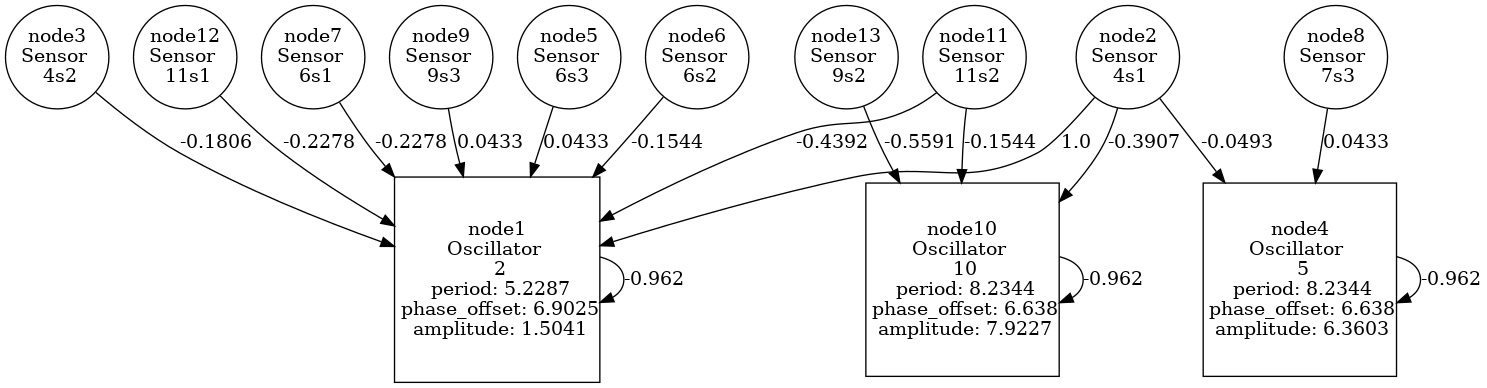 node3
Sensor
4s2
node12
Sensor
11s1
node7
Sensor
6s1
node9
Sensor
9s3
node5
Sensor
6s3
node6
Sensor
6s2
node13
Sensor
9s2
node11
Sensor
11s2
node2
Sensor
4s1
node8
Sensor
7s3
-0.1806
-0.2278
-0.2278
0.0433
0.0433
-0.1544
-0.4392
-0.5591
-0.1544
1.0
-0.3907
-0.0493
0.0433
node1
Oscillator
2
period: 5.2287
phase_offset: 6.9025
amplitude: 1.5041
-0.962
node10
Oscillator
10
period: 8.2344
phase_offset: 6.638
amplitude: 7.9227
-0.962
node4
Oscillator
5
period: 8.2344
phase_offset: 6.638
amplitude: 6.3603
-0.962